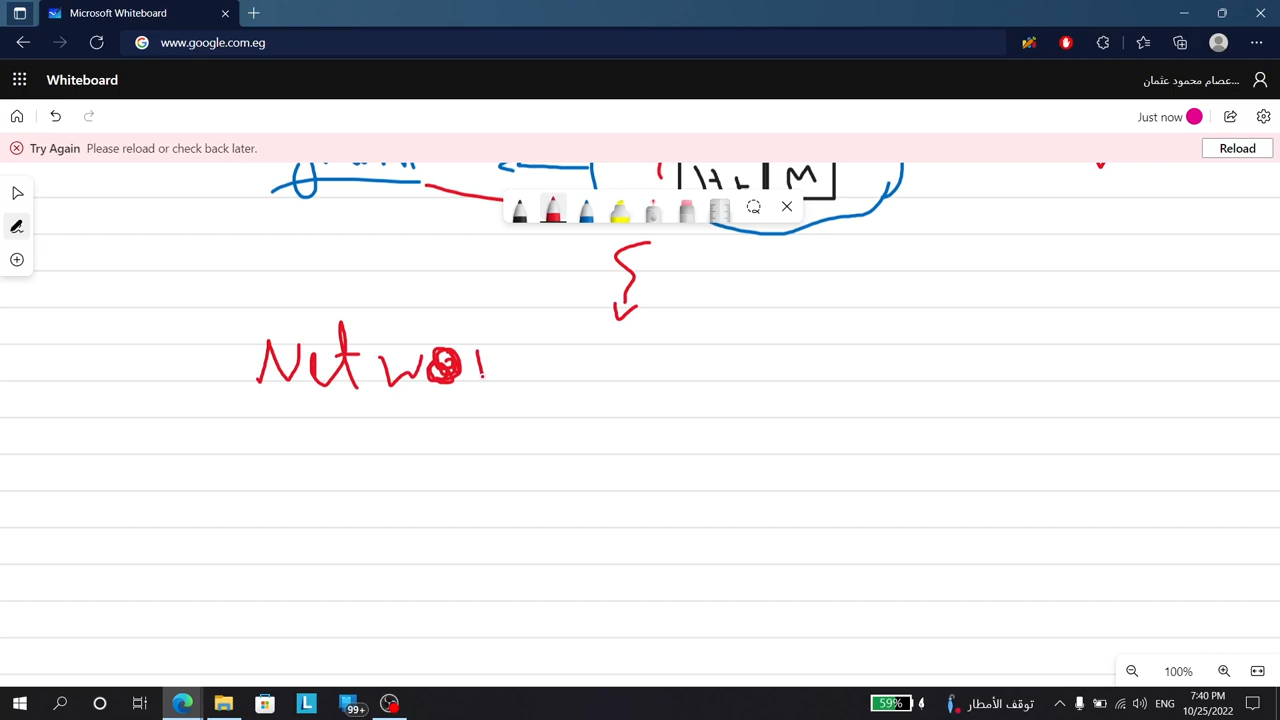 Microsoft Whiteboard
www.google.com.eg
Whiteboard
عصام محمود عثمان...
Just now
Try Again Please reload or check back later.
Reload
H M
Netwo
100%
L
99+
59%
توقف الأمطار
ENG
7:40 PM
10/25/2022